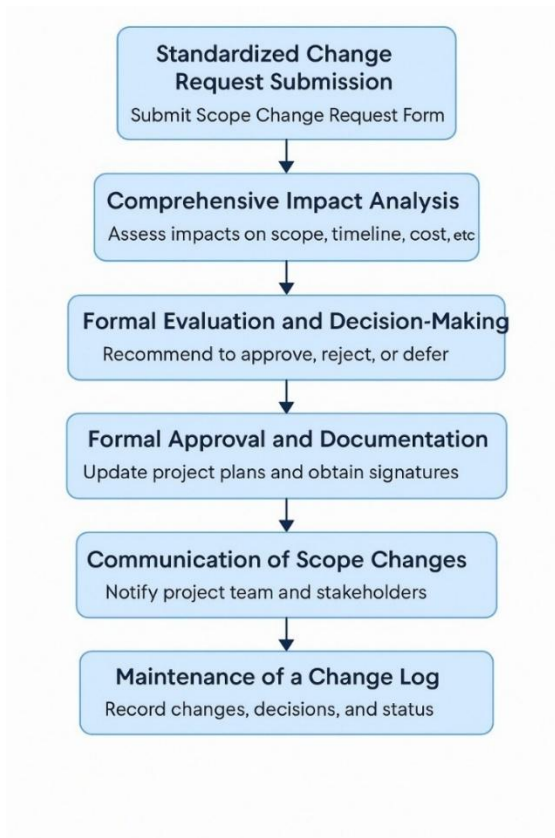 Standardized Change
Request Submission
Submit Scope Change Request Form
Comprehensive Impact Analysis
Assess impacts on scope, timeline, cost, etc
Formal Evaluation and Decision-Making
Recommend to approve, reject, or defer
Formal Approval and Documentation
Update project plans and obtain signatures
Communication of Scope Changes
Notify project team and stakeholders
Maintenance of a Change Log
Record changes, decisions, and status